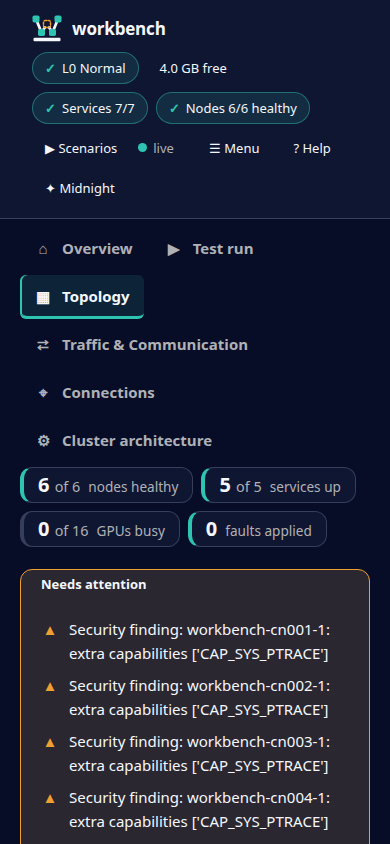 workbench
✓ L0 Normal 4.0 GB free
✓ Services 7/7 ✓ Nodes 6/6 healthy
▶ Scenarios live ☰ Menu ? Help
✦ Midnight
Overview Test run
Topology
Traffic & Communication
Connections
Cluster architecture
6 of 6 nodes healthy 5 of 5 services up
0 of 16 GPUs busy 0 faults applied
Needs attention
Security finding: workbench-cn001-1:
extra capabilities ['CAP_SYS_PTRACE']
Security finding: workbench-cn002-1:
extra capabilities ['CAP_SYS_PTRACE']
Security finding: workbench-cn003-1:
extra capabilities ['CAP_SYS_PTRACE']
Security finding: workbench-cn004-1:
extra capabilities ['CAP_SYS_PTRACE']